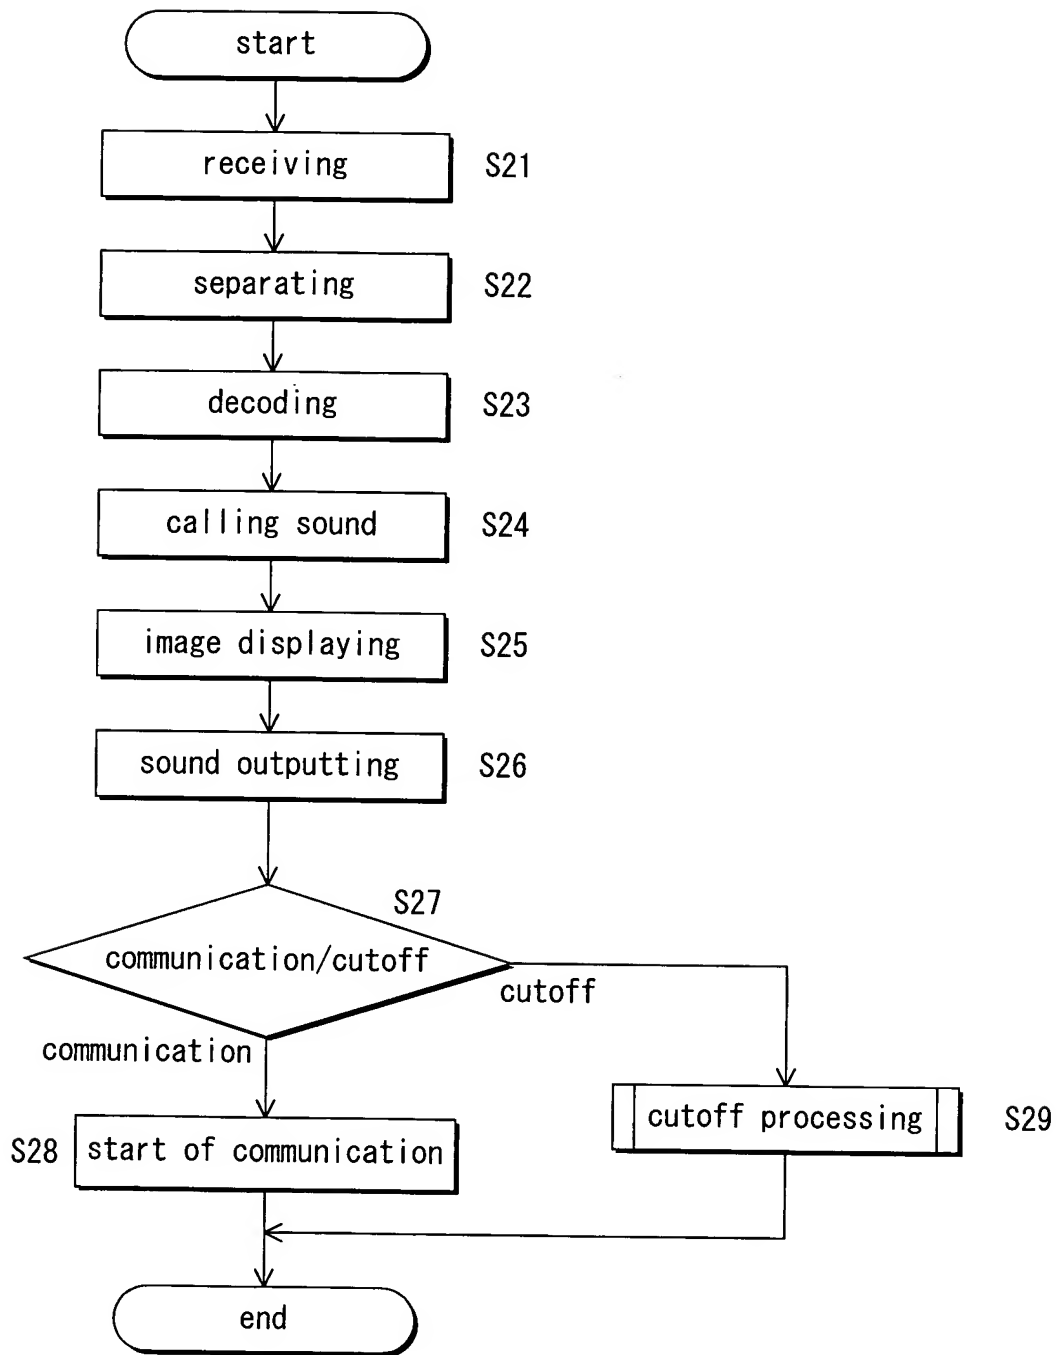 start
receiving S21
separating S22
decoding S23
calling sound S24
image displaying S25
sound outputting S26
S27
communication/cutoff
cutoff
communication
cutoff processing S29
S28 start of communication
end